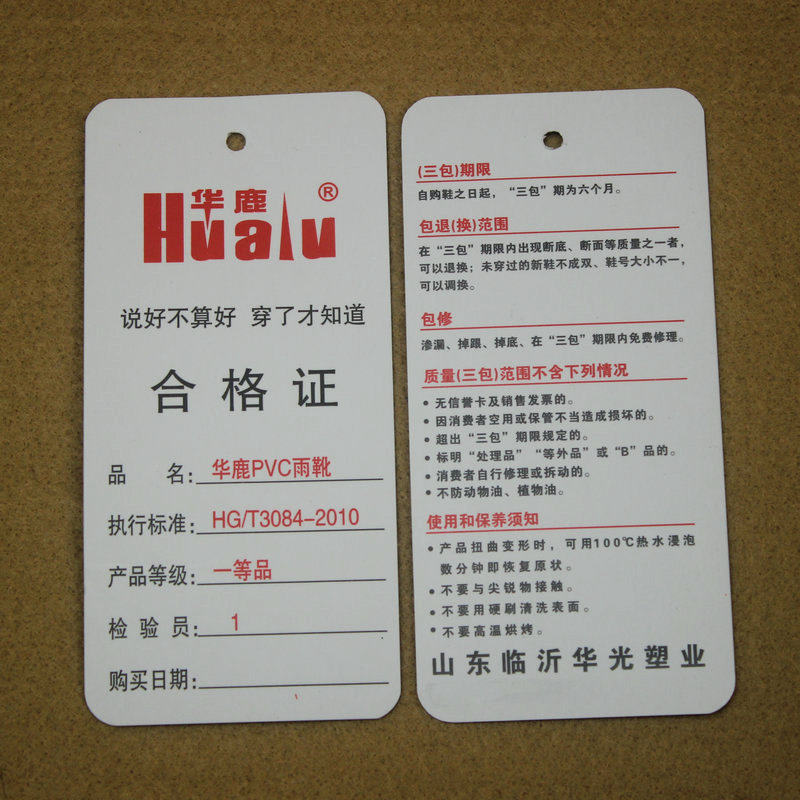 华鹿®
Hualu
说好不算好 穿了才知道
合格证
品 名: 华鹿PVC雨靴
执行标准: HG/T3084-2010
产品等级: 一等品
检 验 员: 1
购买日期:
(三包)期限
自购鞋之日起，“三包”期为六个月。
包退(换)范围
在“三包”期限内出现断底、断面等质量之一者，
可以退换；未穿过的新鞋不成双、鞋号大小不一，
可以调换。
包修
渗漏、掉跟、掉底、在“三包”期限内免费修理。
质量(三包)范围不含下列情况
• 无信誉卡及销售发票的。
• 因消费者空用或保管不当造成损坏的。
• 超出“三包”期限规定的。
• 标明“处理品”“等外品”或“B”品的。
• 消费者自行修理或拆动的。
• 不防动物油、植物油。
使用和保养须知
• 产品扭曲变形时，可用100℃热水浸泡
数分钟即恢复原状。
• 不要与尖锐物接触。
• 不要用硬刷清洗表面。
• 不要高温烘烤。
山东临沂华光塑业